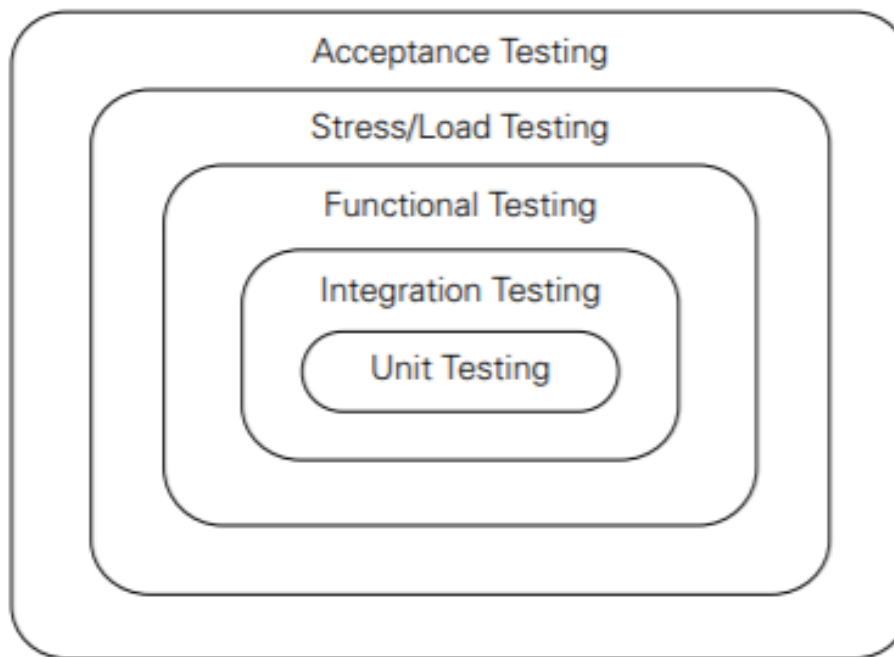 Acceptance Testing
Stress/Load Testing
Functional Testing
Integration Testing
Unit Testing